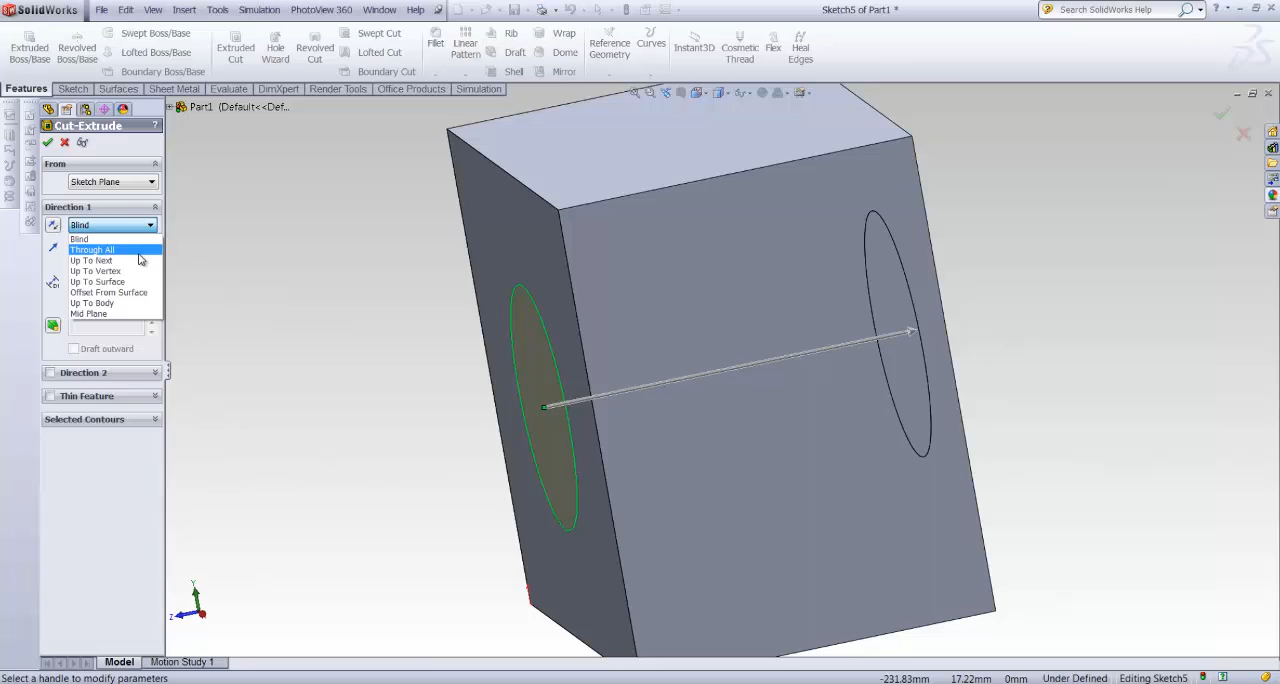 SolidWorks File Edit View Insert Tools Simulation PhotoView 360 Window Help Sketch5 of Part1 * Search SolidWorks Help
Extruded Boss/Base
Revolved Boss/Base
Swept Boss/Base
Lofted Boss/Base
Boundary Boss/Base
Extruded Cut
Hole Wizard
Revolved Cut
Swept Cut
Lofted Cut
Boundary Cut
Fillet
Linear Pattern
Rib
Draft
Shell
Wrap
Dome
Mirror
Reference Geometry
Curves
Instant3D
Cosmetic Thread
Flex
Heal Edges
Features Sketch Surfaces Sheet Metal Evaluate DimXpert Render Tools Office Products Simulation
Part1 (Default<<Def...
Cut-Extrude ?
From
Sketch Plane
Direction 1
Blind
Blind
Through All
Up To Next
Up To Vertex
Up To Surface
Offset From Surface
Up To Body
Mid Plane
D1
Draft outward
Direction 2
Thin Feature
Selected Contours
Y
Z
Model Motion Study 1
Select a handle to modify parameters -231.83mm 17.22mm 0mm Under Defined Editing Sketch5 ?